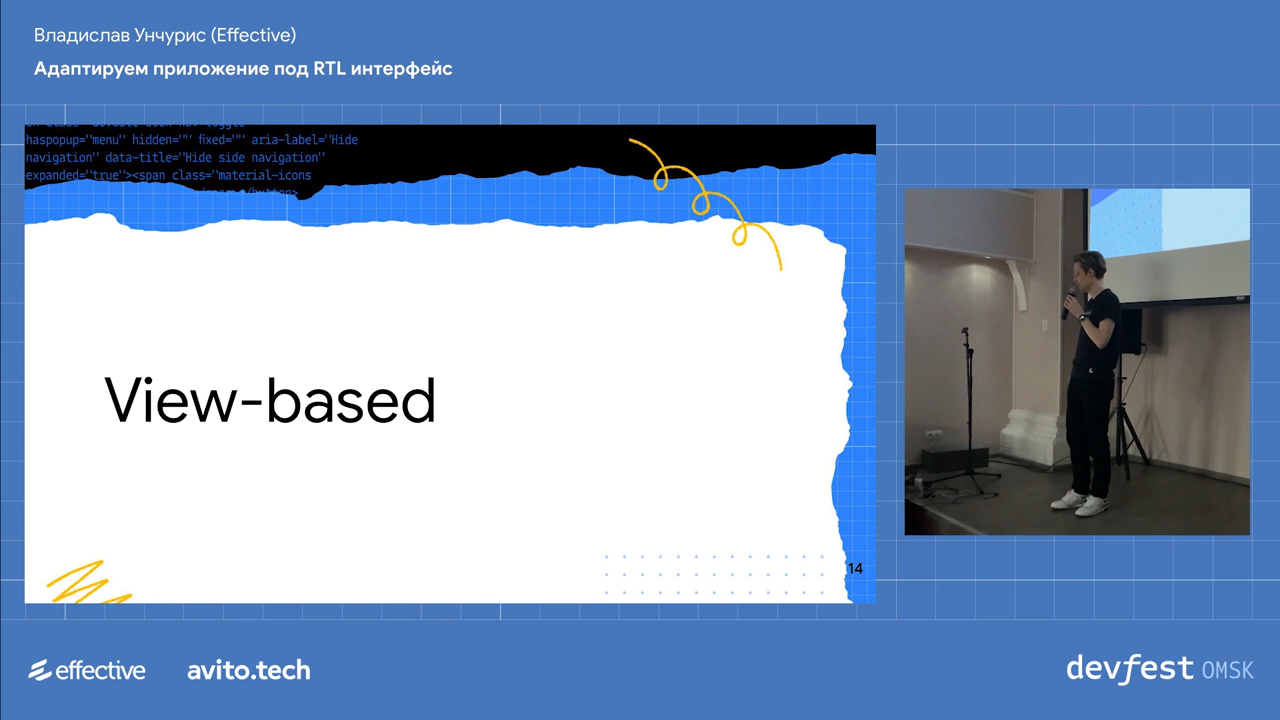 Владислав Унчурис (Effective)
Адаптируем приложение под RTL интерфейс
haspopup="menu" hidden="" fixed="" aria-label="Hide
navigation" data-title="Hide side navigation"
expanded="true"><span class="material-icons
View-based
14
effective
avito.tech
devfest OMSK